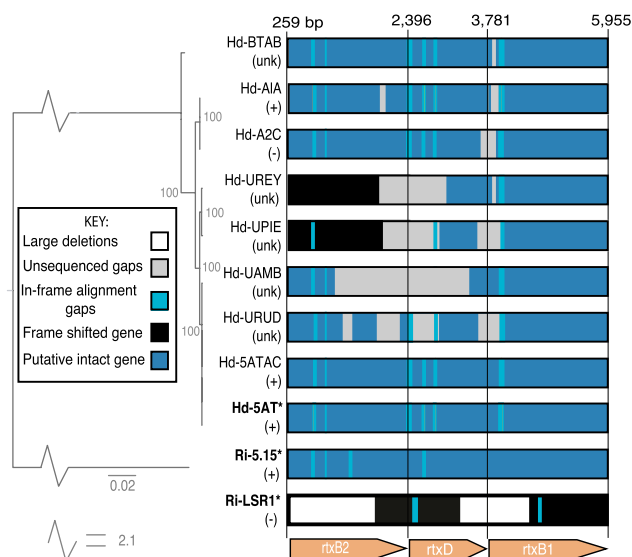 259 bp 2,396 3,781 5,955
Hd-BTAB
(unk)
Hd-AIA
(+)
100
Hd-A2C
(-)
Hd-UREY
(unk)
100
100
Hd-UPIE
(unk)
100
Hd-UAMB
(unk)
Hd-URUD
(unk)
100
Hd-5ATAC
(+)
Hd-5AT*
(+)
Ri-5.15*
(+)
Ri-LSR1*
(-)
KEY:
Large deletions
Unsequenced gaps
In-frame alignment
gaps
Frame shifted gene
Putative intact gene
0.02
2.1
rtxB2 rtxD rtxB1